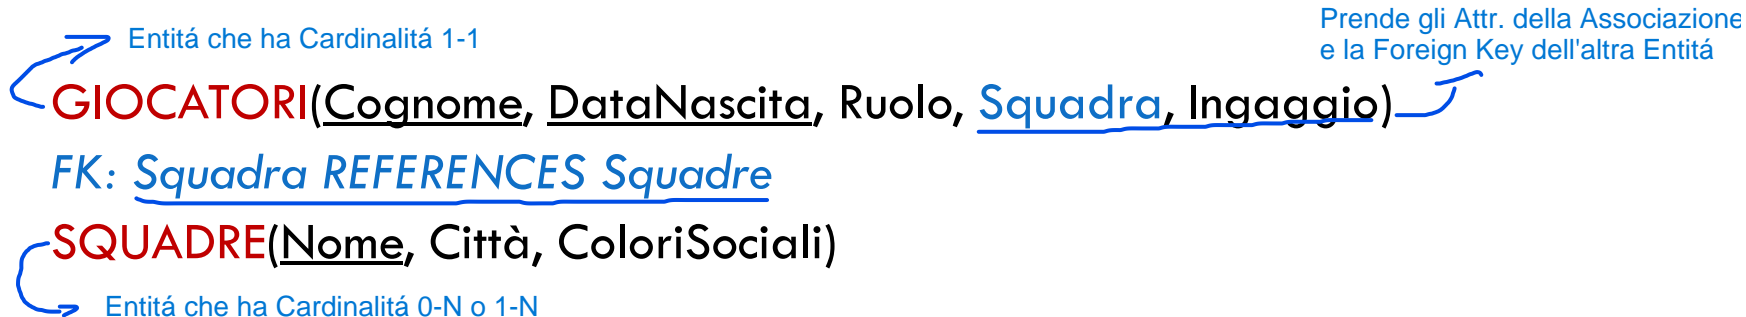 Prende gli Attr. della Associazione
e la Foreign Key dell'altra Entitá
Entitá che ha Cardinalitá 1-1
GIOCATORI(Cognome, DataNascita, Ruolo, Squadra, Ingaggio)
FK: Squadra REFERENCES Squadre
SQUADRE(Nome, Città, ColoriSociali)
Entitá che ha Cardinalitá 0-N o 1-N